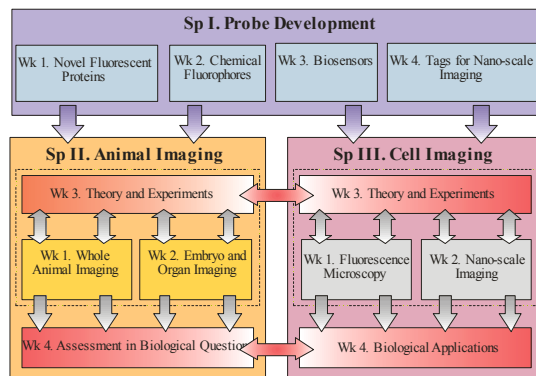 Sp I. Probe Development
Wk 1. Novel Fluorescent
Proteins
Wk 2. Chemical
Fluorophores
Wk 3. Biosensors
Wk 4. Tags for Nano-scale
Imaging
Sp II. Animal Imaging
Wk 3. Theory and Experiments
Wk 1. Whole
Animal Imaging
Wk 2. Embryo and
Organ Imaging
Wk 4. Assessment in Biological Question
Sp III. Cell Imaging
Wk 3. Theory and Experiments
Wk 1. Fluorescence
Microscopy
Wk 2. Nano-scale
Imaging
Wk 4. Biological Applications